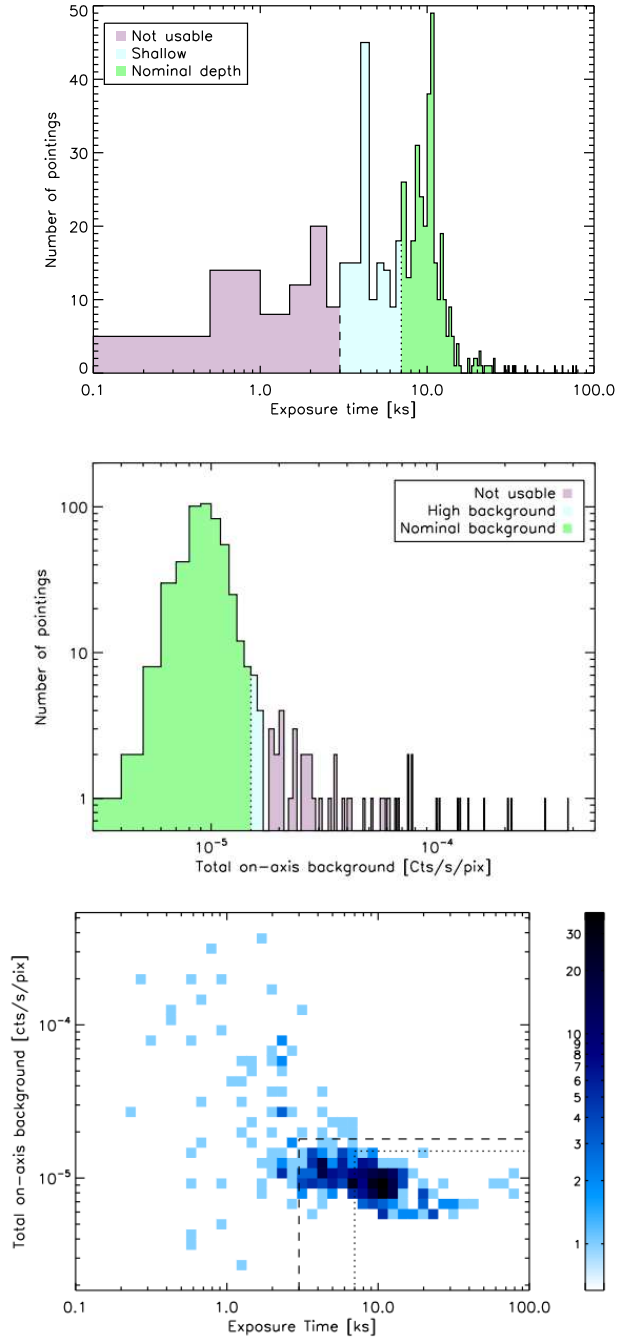 50
40
30
20
10
0
Number of pointings
Not usable
Shallow
Nominal depth
0.1 1.0 10.0 100.0
Exposure time [ks]
100
10
1
Number of pointings
Not usable
High background
Nominal background
10⁻⁵ 10⁻⁴
Total on-axis background [Cts/s/pix]
10⁻⁴
10⁻⁵
Total on-axis background [cts/s/pix]
0.1 1.0 10.0 100.0
Exposure Time [ks]
30
20
10
9
8
7
6
5
4
3
2
1